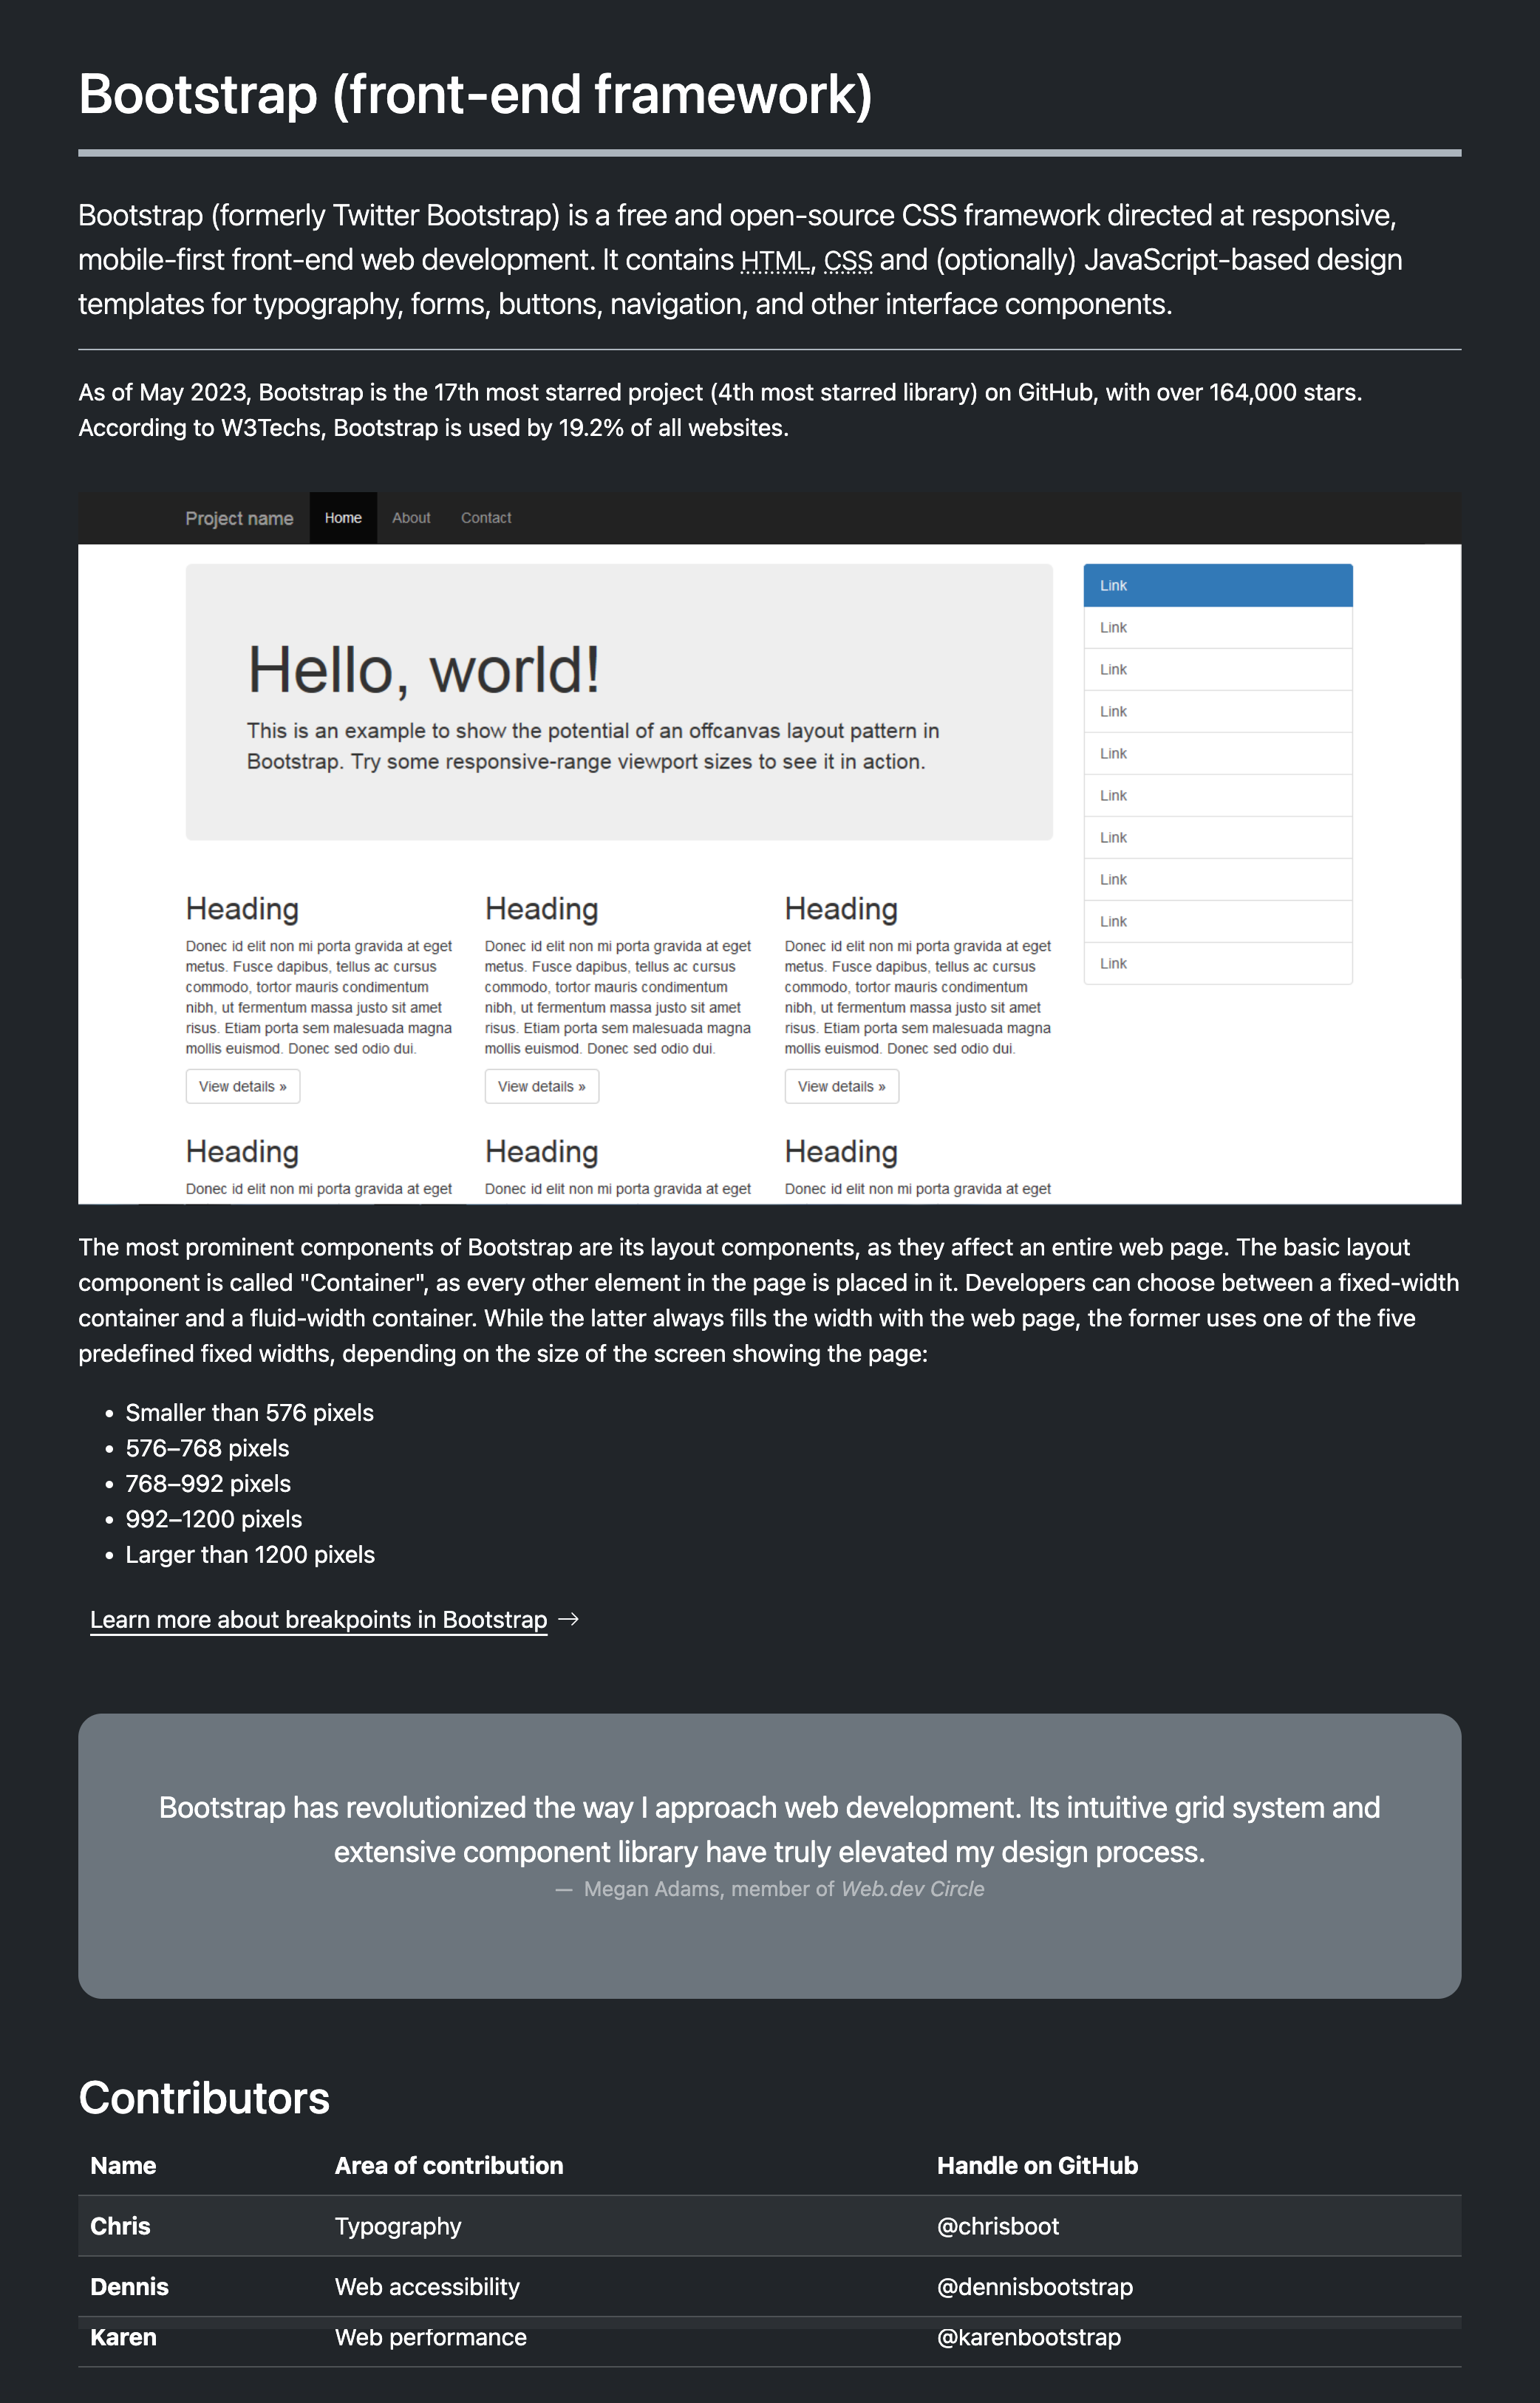 Bootstrap (front-end framework)
Bootstrap (formerly Twitter Bootstrap) is a free and open-source CSS framework directed at responsive,
mobile-first front-end web development. It contains HTML, CSS and (optionally) JavaScript-based design
templates for typography, forms, buttons, navigation, and other interface components.
As of May 2023, Bootstrap is the 17th most starred project (4th most starred library) on GitHub, with over 164,000 stars.
According to W3Techs, Bootstrap is used by 19.2% of all websites.
Project name Home About Contact
Hello, world!
This is an example to show the potential of an offcanvas layout pattern in
Bootstrap. Try some responsive-range viewport sizes to see it in action.
Link
Link
Link
Link
Link
Link
Link
Link
Link
Link
Heading
Donec id elit non mi porta gravida at eget
metus. Fusce dapibus, tellus ac cursus
commodo, tortor mauris condimentum
nibh, ut fermentum massa justo sit amet
risus. Etiam porta sem malesuada magna
mollis euismod. Donec sed odio dui.
View details »
Heading
Donec id elit non mi porta gravida at eget
metus. Fusce dapibus, tellus ac cursus
commodo, tortor mauris condimentum
nibh, ut fermentum massa justo sit amet
risus. Etiam porta sem malesuada magna
mollis euismod. Donec sed odio dui.
View details »
Heading
Donec id elit non mi porta gravida at eget
metus. Fusce dapibus, tellus ac cursus
commodo, tortor mauris condimentum
nibh, ut fermentum massa justo sit amet
risus. Etiam porta sem malesuada magna
mollis euismod. Donec sed odio dui.
View details »
Heading
Donec id elit non mi porta gravida at eget
Heading
Donec id elit non mi porta gravida at eget
Heading
Donec id elit non mi porta gravida at eget
The most prominent components of Bootstrap are its layout components, as they affect an entire web page. The basic layout
component is called "Container", as every other element in the page is placed in it. Developers can choose between a fixed-width
container and a fluid-width container. While the latter always fills the width with the web page, the former uses one of the five
predefined fixed widths, depending on the size of the screen showing the page:
• Smaller than 576 pixels
• 576–768 pixels
• 768–992 pixels
• 992–1200 pixels
• Larger than 1200 pixels
Learn more about breakpoints in Bootstrap →
Bootstrap has revolutionized the way I approach web development. Its intuitive grid system and
extensive component library have truly elevated my design process.
— Megan Adams, member of Web.dev Circle
Contributors
Name Area of contribution Handle on GitHub
Chris Typography @chrisboot
Dennis Web accessibility @dennisbootstrap
Karen Web performance @karenbootstrap